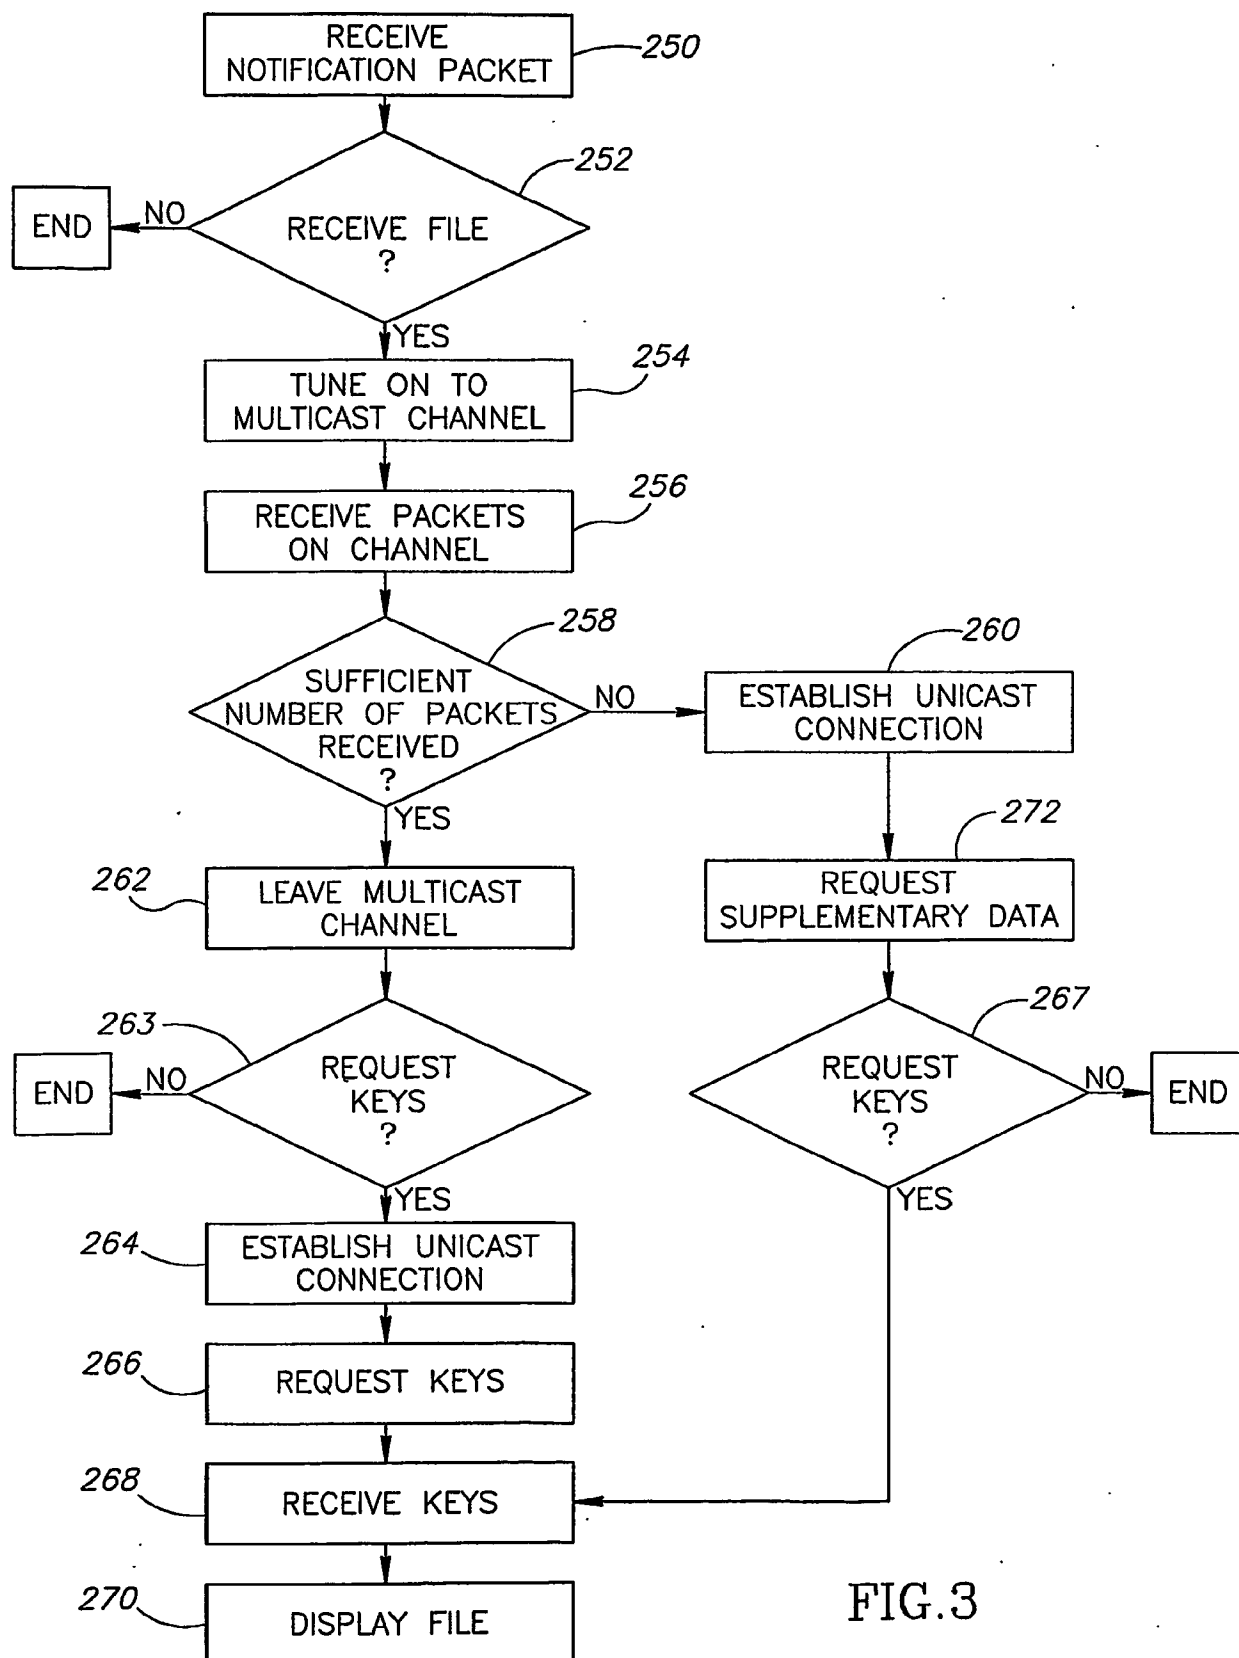 RECEIVE
NOTIFICATION PACKET
250
252
RECEIVE FILE
?
NO
END
YES
254
TUNE ON TO
MULTICAST CHANNEL
256
RECEIVE PACKETS
ON CHANNEL
258
SUFFICIENT
NUMBER OF PACKETS
RECEIVED
?
NO
260
ESTABLISH UNICAST
CONNECTION
YES
272
REQUEST
SUPPLEMENTARY DATA
262
LEAVE MULTICAST
CHANNEL
263
REQUEST
KEYS
?
NO
END
267
REQUEST
KEYS
?
NO
END
YES
YES
264
ESTABLISH UNICAST
CONNECTION
266
REQUEST KEYS
268
RECEIVE KEYS
270
DISPLAY FILE
FIG.3